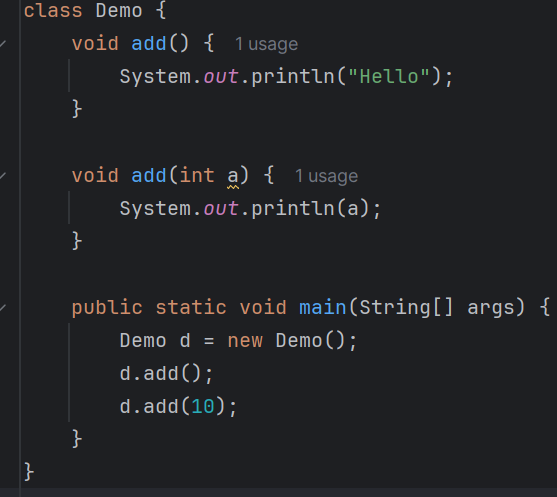 class Demo {
    void add() {  1 usage
        System.out.println("Hello");
    }

    void add(int a) {  1 usage
        System.out.println(a);
    }

    public static void main(String[] args) {
        Demo d = new Demo();
        d.add();
        d.add(10);
    }
}